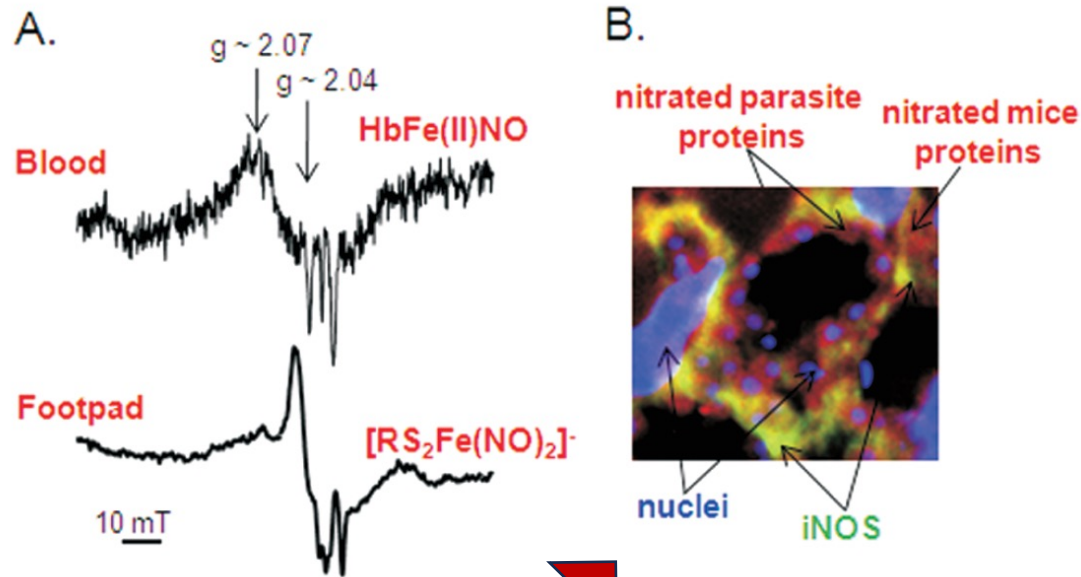 A.
g ~ 2.07
g ~ 2.04
Blood
HbFe(II)NO
Footpad
[RS₂Fe(NO)₂]⁻
10 mT
B.
nitrated parasite
proteins
nitrated mice
proteins
nuclei
iNOS